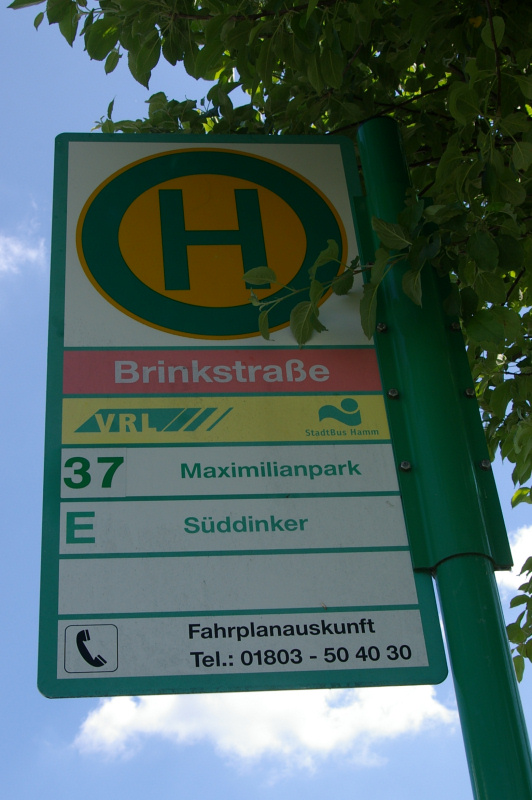 H
Brinkstraße
VRL
StadtBus Hamm
37 Maximilianpark
E Süddinker
Fahrplanauskunft
Tel.: 01803 - 50 40 30